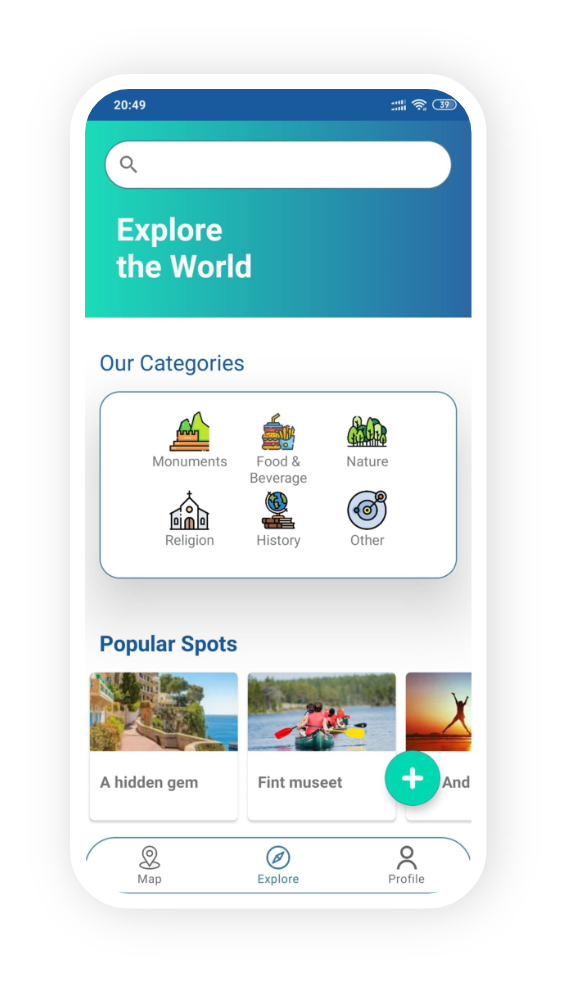 20:49
39
Explore
the World
Our Categories
Monuments
Food &
Beverage
Nature
Religion
History
Other
Popular Spots
A hidden gem
Fint museet
And
Map
Explore
Profile